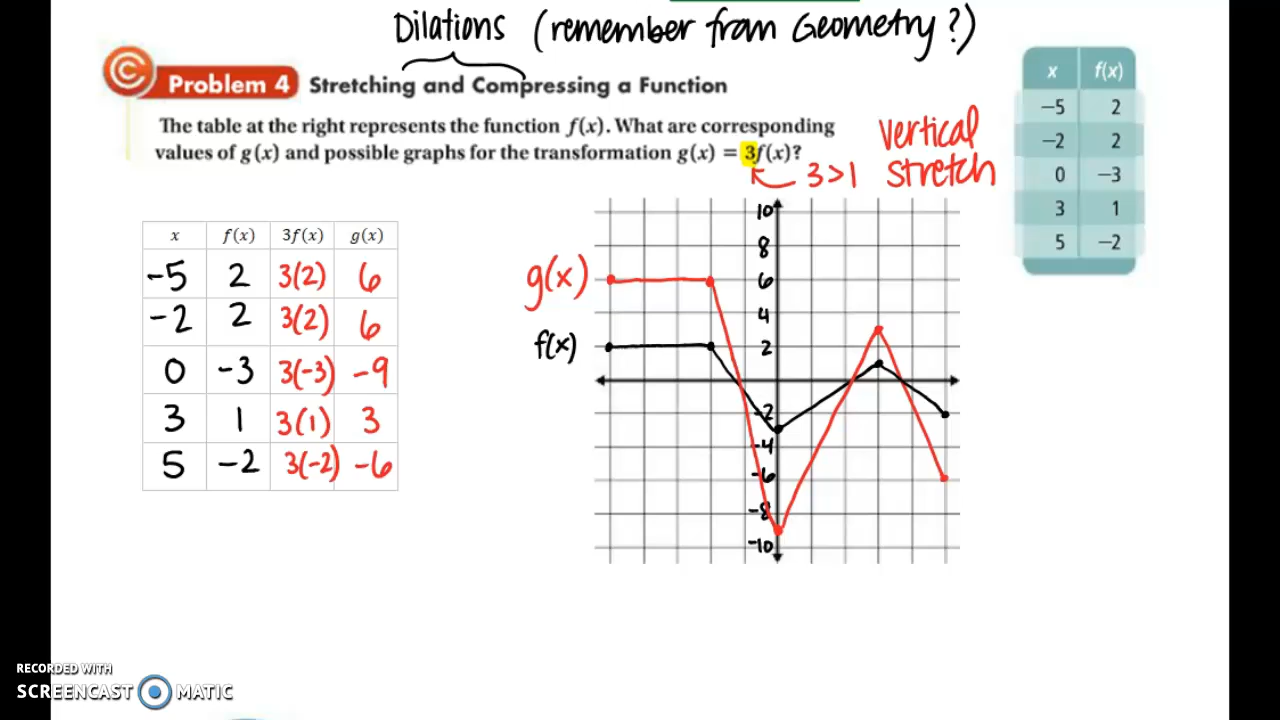 Dilations (remember from Geometry?)
C Problem 4 Stretching and Compressing a Function
The table at the right represents the function f(x). What are corresponding
values of g(x) and possible graphs for the transformation g(x) = 3f(x)?
3>1 vertical
stretch
x f(x)
-5 2
-2 2
0 -3
3 1
5 -2
x f(x) 3f(x) g(x)
-5 2 3(2) 6
-2 2 3(2) 6
0 -3 3(-3) -9
3 1 3(1) 3
5 -2 3(-2) -6
g(x)
f(x)
10
8
6
4
2
-2
-4
-6
-8
-10
RECORDED WITH
SCREENCAST MATIC